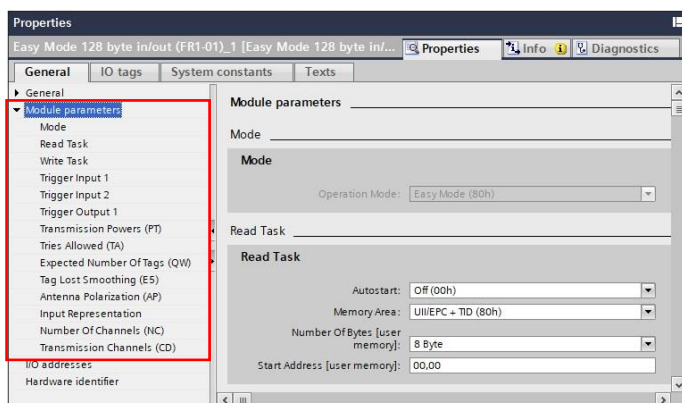 Properties
Easy Mode 128 byte in/out (FR1-01)_1 [Easy Mode 128 byte in/... Properties Info Diagnostics
General IO tags System constants Texts
General
Module parameters
Mode
Read Task
Write Task
Trigger Input 1
Trigger Input 2
Trigger Output 1
Transmission Powers (PT)
Tries Allowed (TA)
Expected Number Of Tags (QW)
Tag Lost Smoothing (E5)
Antenna Polarization (AP)
Input Representation
Number Of Channels (NC)
Transmission Channels (CD)
I/O addresses
Hardware identifier
Module parameters
Mode
Mode
Operation Mode: Easy Mode (80h)
Read Task
Read Task
Autostart: Off (00h)
Memory Area: UII/EPC + TID (80h)
Number Of Bytes [user
memory]: 8 Byte
Start Address [user memory]: 00,00